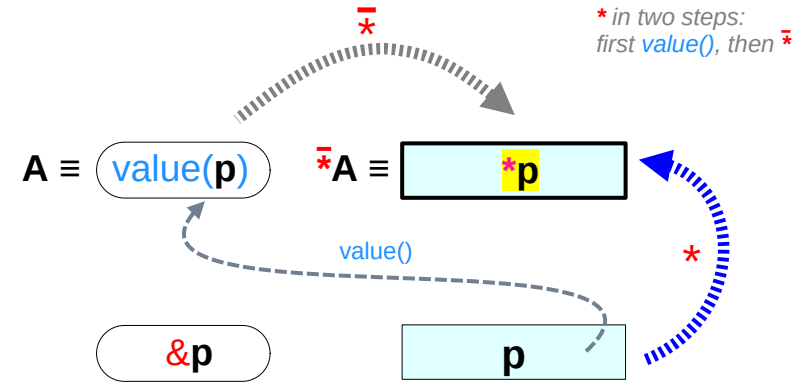 *̄
* in two steps:
first value(), then *̄
A ≡ value(p) *̄A ≡ *p
value()
*
&p p